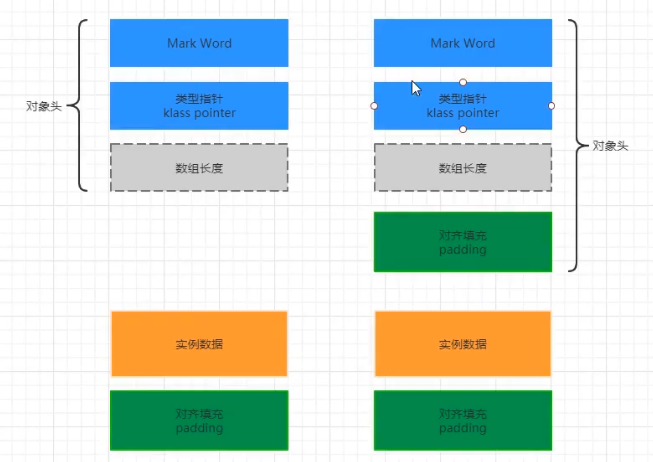 Mark Word
类型指针
klass pointer
对象头
数组长度
实例数据
对齐填充
padding
Mark Word
类型指针
klass pointer
对象头
数组长度
对齐填充
padding
实例数据
对齐填充
padding